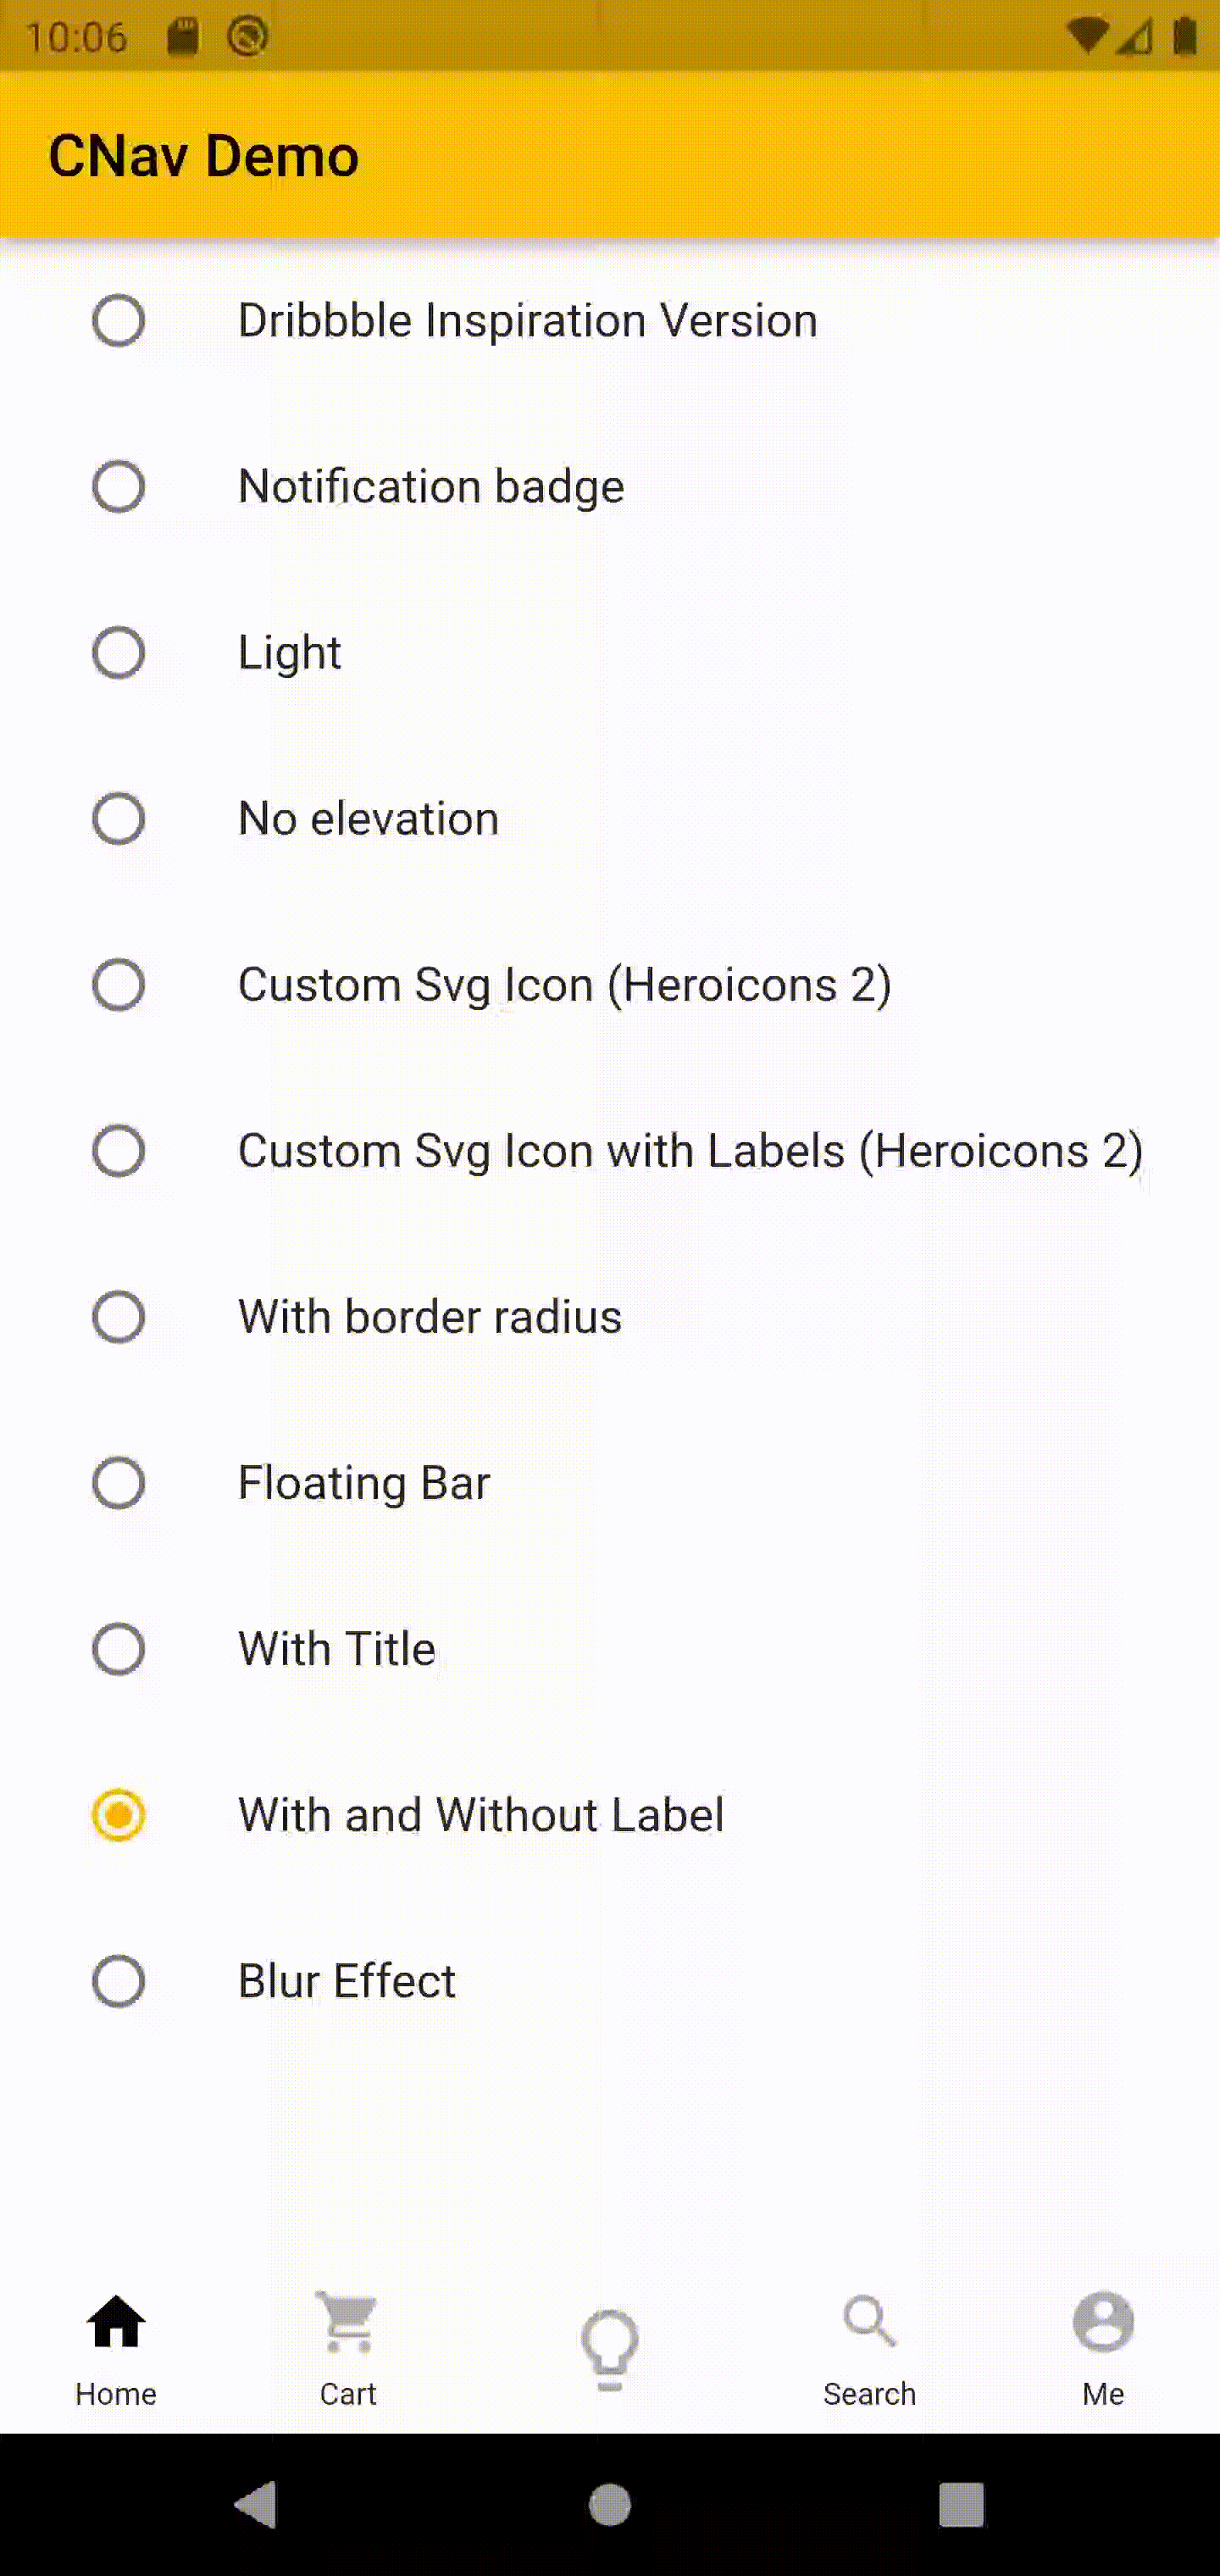 10:06
CNav Demo
Dribbble Inspiration Version
Notification badge
Light
No elevation
Custom Svg Icon (Heroicons 2)
Custom Svg Icon with Labels (Heroicons 2)
With border radius
Floating Bar
With Title
With and Without Label
Blur Effect
Home Cart Search Me